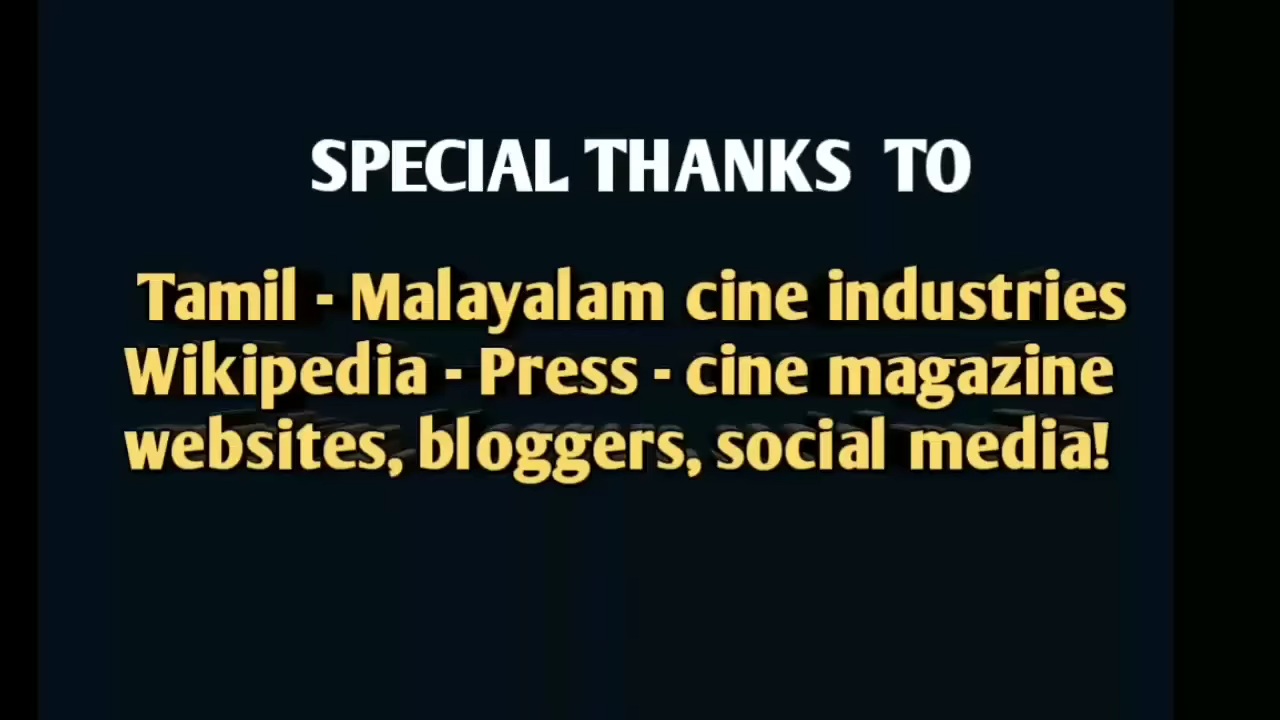 SPECIAL THANKS TO
Tamil - Malayalam cine industries
Wikipedia - Press - cine magazine
websites, bloggers, social media!